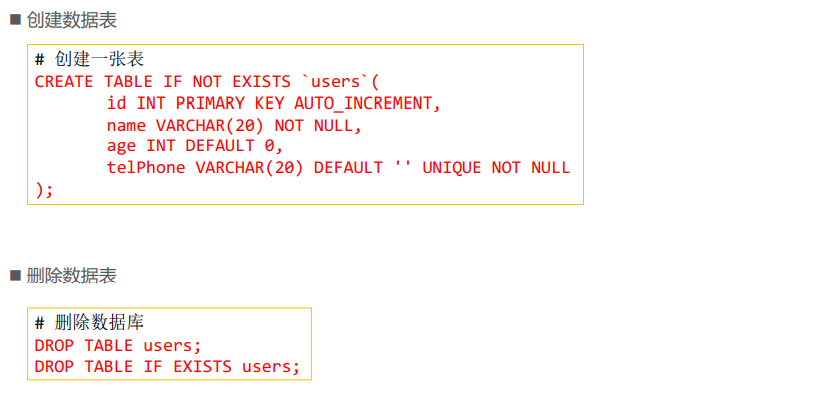 ■ 创建数据表
# 创建一张表
CREATE TABLE IF NOT EXISTS `users`(
id INT PRIMARY KEY AUTO_INCREMENT,
name VARCHAR(20) NOT NULL,
age INT DEFAULT 0,
telPhone VARCHAR(20) DEFAULT '' UNIQUE NOT NULL
);
■ 删除数据表
# 删除数据库
DROP TABLE users;
DROP TABLE IF EXISTS users;